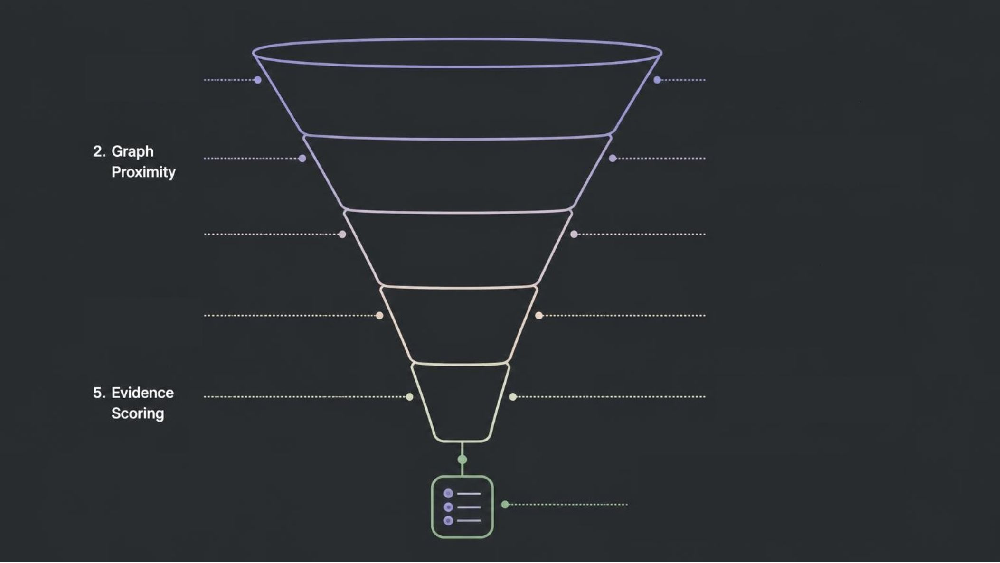 2. Graph
Proximity
5. Evidence
Scoring